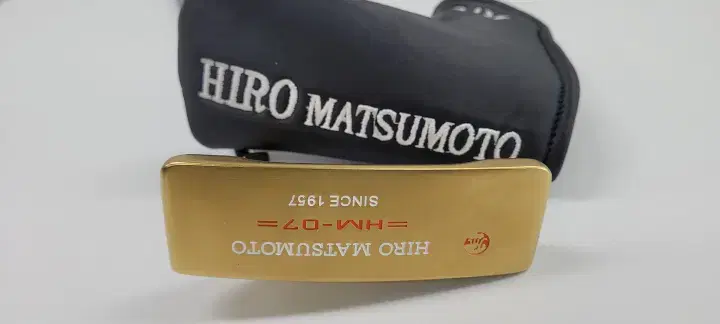 HIRO MATSUMOTO
HIRO MATSUMOTO
=HM-07=
SINCE 1957